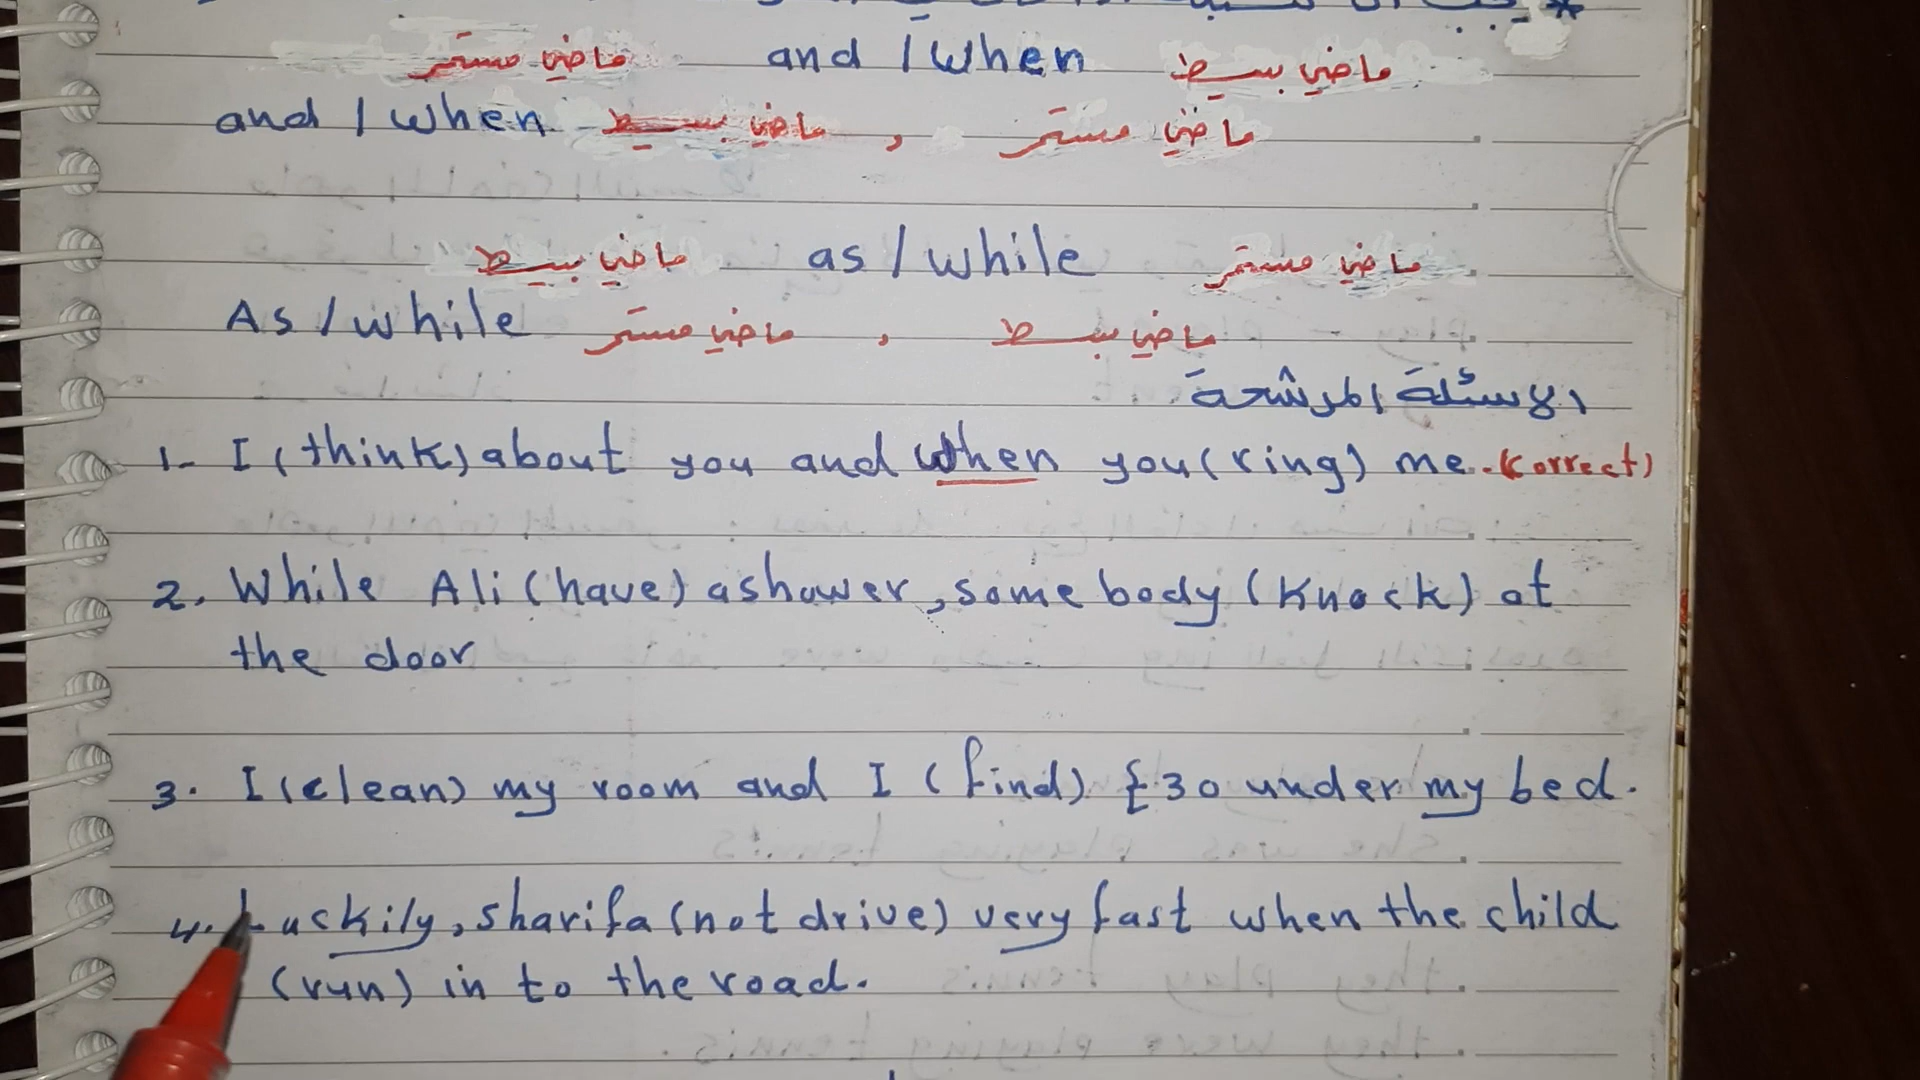 ماضي مستمر and / when ماضي بسيط
and / when ماضي بسيط , ماضي مستمر
ماضي بسيط as / while ماضي مستمر
As / while ماضي مستمر , ماضي بسيط
الاسئلة المرشحة
1- I (think) about you and when you (ring) me. (correct)
2. While Ali (have) a shower, some body (knock) at
the door
3. I (clean) my room and I (find) £30 under my bed.
4. Luckily, sharifa (not drive) very fast when the child
(run) in to the road.